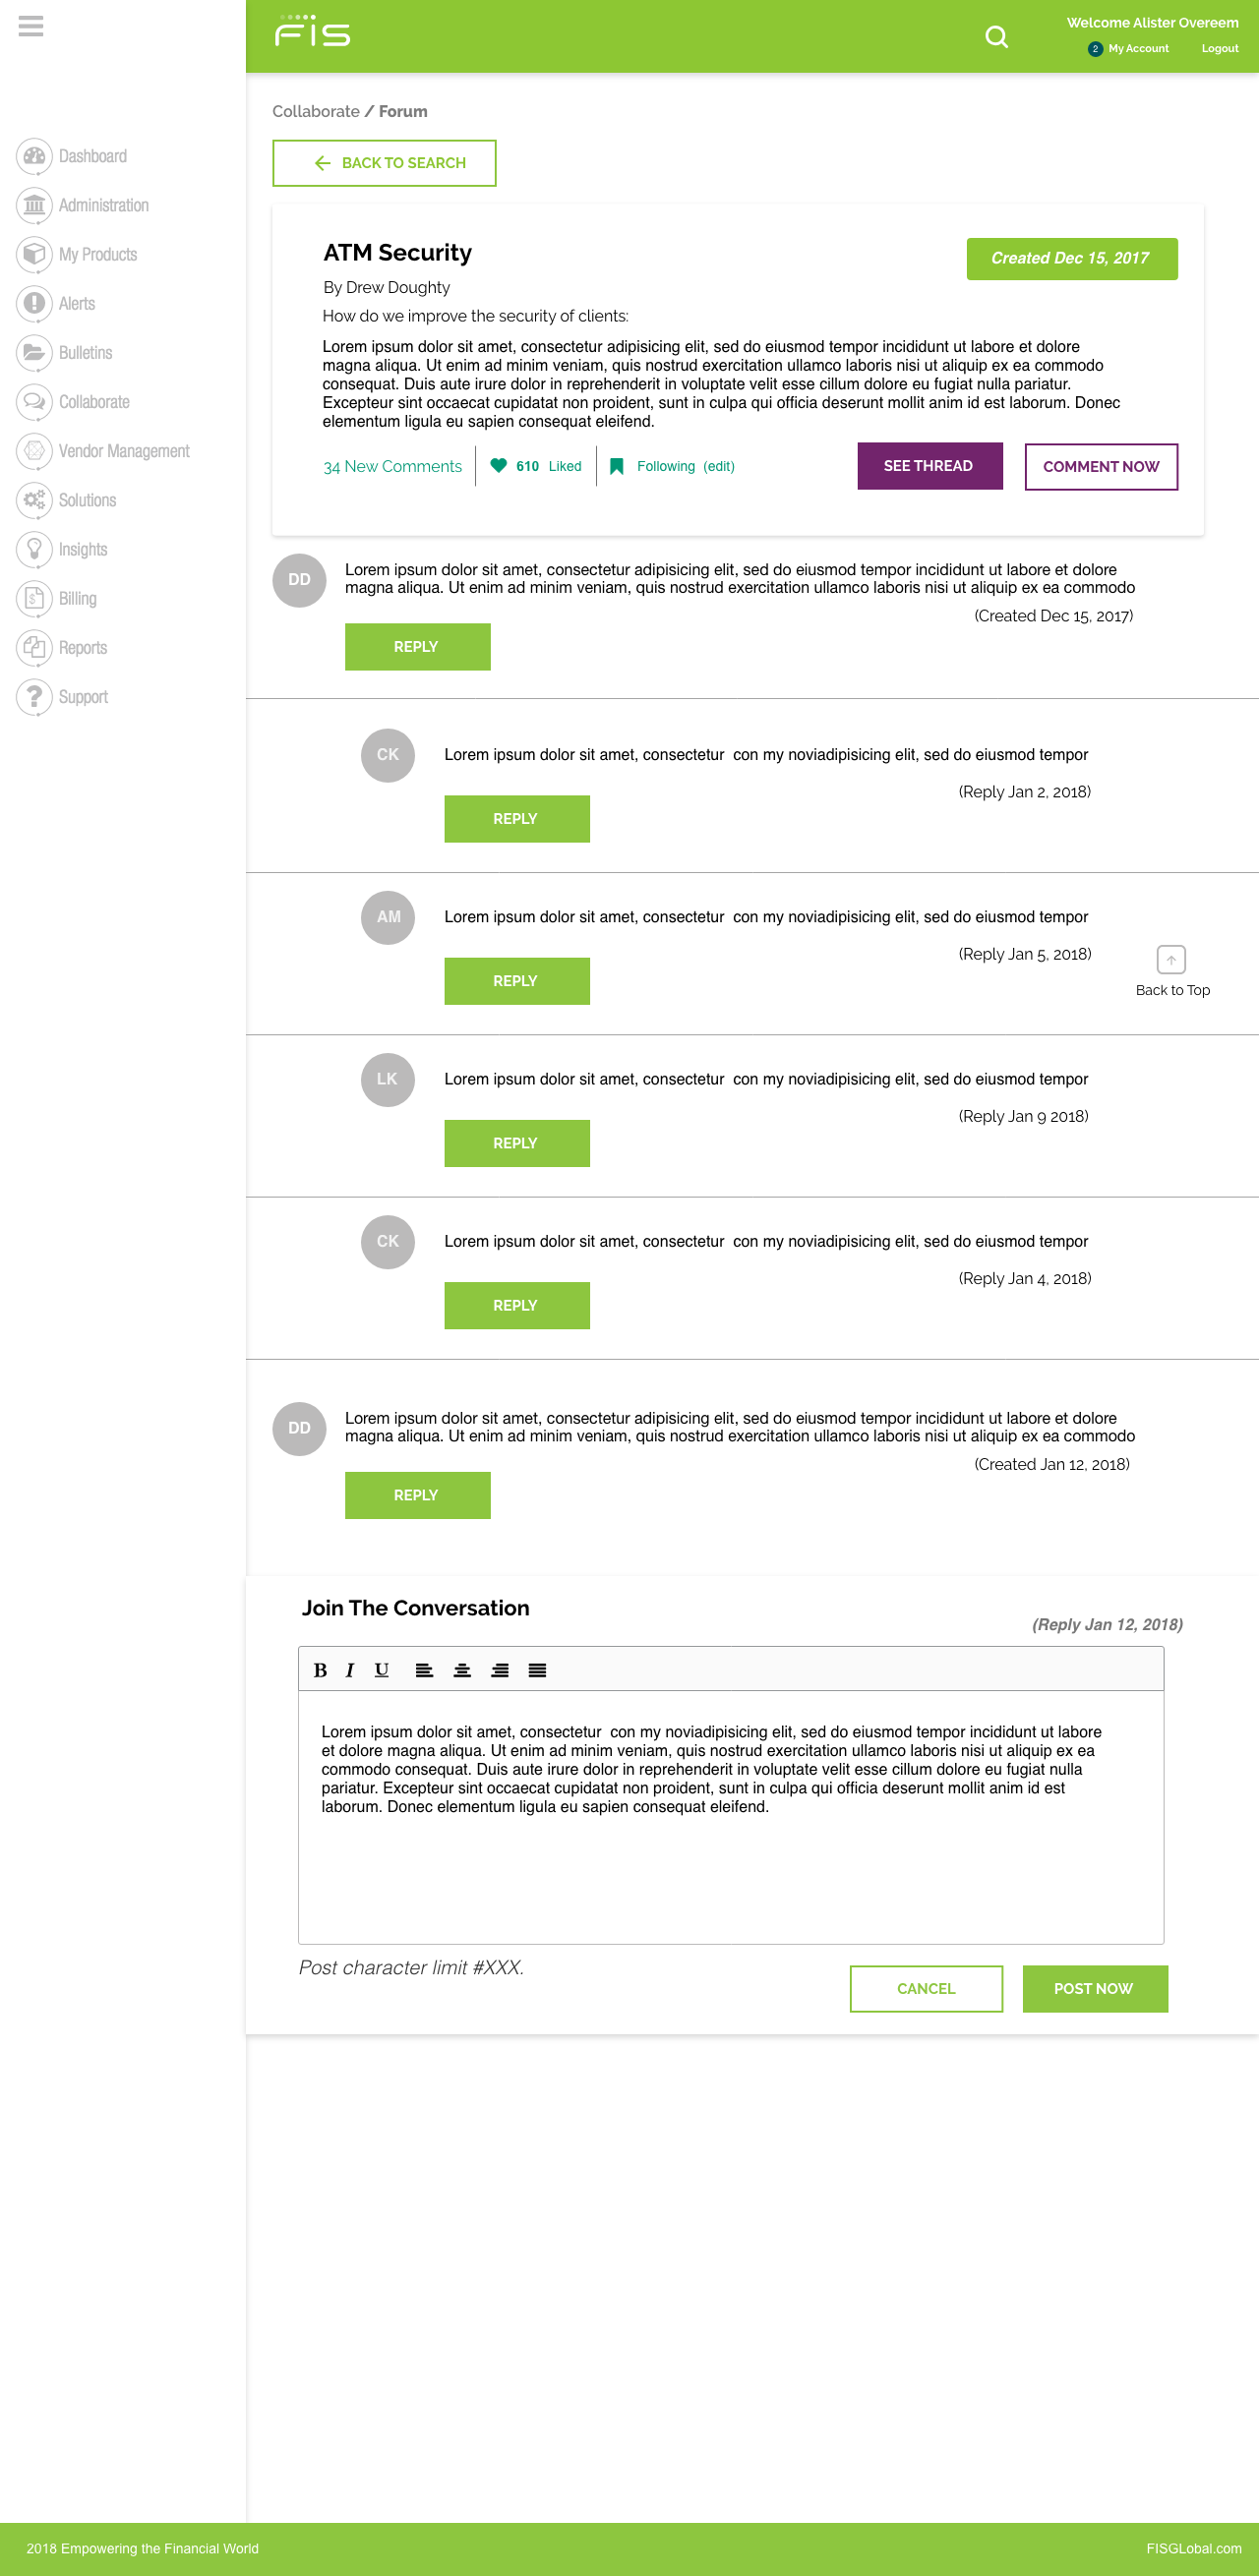 FIS
Welcome Alister Overeem
2 My Account Logout
Collaborate / Forum
BACK TO SEARCH
Dashboard
Administration
My Products
Alerts
Bulletins
Collaborate
Vendor Management
Solutions
Insights
Billing
Reports
Support
ATM Security
Created Dec 15, 2017
By Drew Doughty
How do we improve the security of clients:
Lorem ipsum dolor sit amet, consectetur adipisicing elit, sed do eiusmod tempor incididunt ut labore et dolore
magna aliqua. Ut enim ad minim veniam, quis nostrud exercitation ullamco laboris nisi ut aliquip ex ea commodo
consequat. Duis aute irure dolor in reprehenderit in voluptate velit esse cillum dolore eu fugiat nulla pariatur.
Excepteur sint occaecat cupidatat non proident, sunt in culpa qui officia deserunt mollit anim id est laborum. Donec
elementum ligula eu sapien consequat eleifend.
34 New Comments 610 Liked Following (edit)
SEE THREAD COMMENT NOW
DD
Lorem ipsum dolor sit amet, consectetur adipisicing elit, sed do eiusmod tempor incididunt ut labore et dolore
magna aliqua. Ut enim ad minim veniam, quis nostrud exercitation ullamco laboris nisi ut aliquip ex ea commodo
(Created Dec 15, 2017)
REPLY
CK
Lorem ipsum dolor sit amet, consectetur  con my noviadipisicing elit, sed do eiusmod tempor
(Reply Jan 2, 2018)
REPLY
AM
Lorem ipsum dolor sit amet, consectetur  con my noviadipisicing elit, sed do eiusmod tempor
(Reply Jan 5, 2018)
REPLY
Back to Top
LK
Lorem ipsum dolor sit amet, consectetur  con my noviadipisicing elit, sed do eiusmod tempor
(Reply Jan 9 2018)
REPLY
CK
Lorem ipsum dolor sit amet, consectetur  con my noviadipisicing elit, sed do eiusmod tempor
(Reply Jan 4, 2018)
REPLY
DD
Lorem ipsum dolor sit amet, consectetur adipisicing elit, sed do eiusmod tempor incididunt ut labore et dolore
magna aliqua. Ut enim ad minim veniam, quis nostrud exercitation ullamco laboris nisi ut aliquip ex ea commodo
(Created Jan 12, 2018)
REPLY
Join The Conversation
(Reply Jan 12, 2018)
B I U
Lorem ipsum dolor sit amet, consectetur  con my noviadipisicing elit, sed do eiusmod tempor incididunt ut labore
et dolore magna aliqua. Ut enim ad minim veniam, quis nostrud exercitation ullamco laboris nisi ut aliquip ex ea
commodo consequat. Duis aute irure dolor in reprehenderit in voluptate velit esse cillum dolore eu fugiat nulla
pariatur. Excepteur sint occaecat cupidatat non proident, sunt in culpa qui officia deserunt mollit anim id est
laborum. Donec elementum ligula eu sapien consequat eleifend.
Post character limit #XXX.
CANCEL POST NOW
2018 Empowering the Financial World
FISGLobal.com